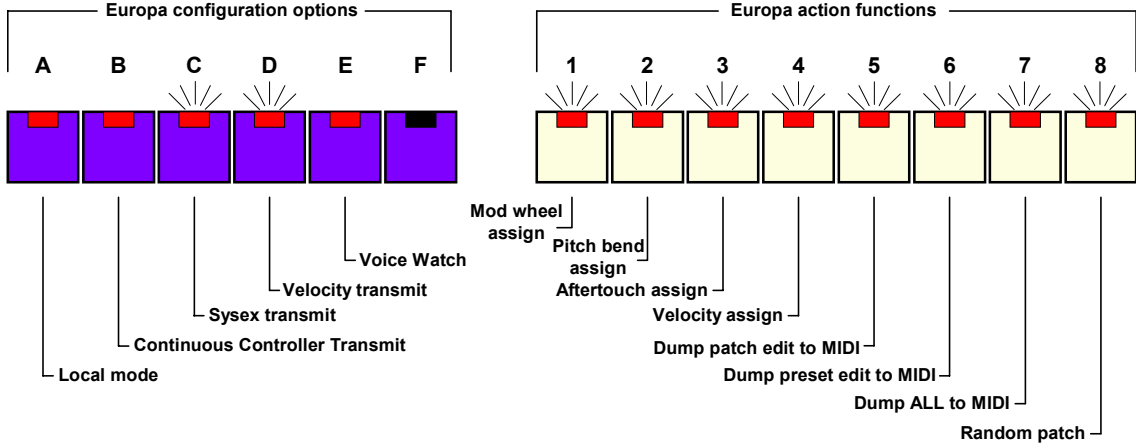 Europa configuration options
Europa action functions
A B C D E F
1 2 3 4 5 6 7 8
Mod wheel
assign
Pitch bend
assign
Voice Watch
Aftertouch assign
Velocity transmit
Velocity assign
Sysex transmit
Continuous Controller Transmit
Dump patch edit to MIDI
Local mode
Dump preset edit to MIDI
Dump ALL to MIDI
Random patch